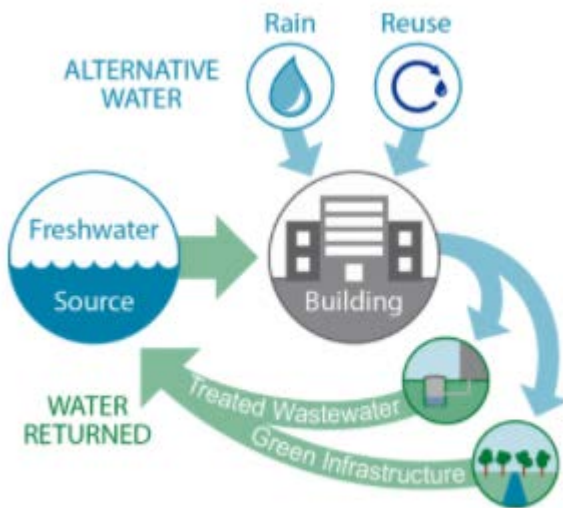 Rain
Reuse
ALTERNATIVE
WATER
Freshwater
Source
Building
Treated Wastewater
Green Infrastructure
WATER
RETURNED